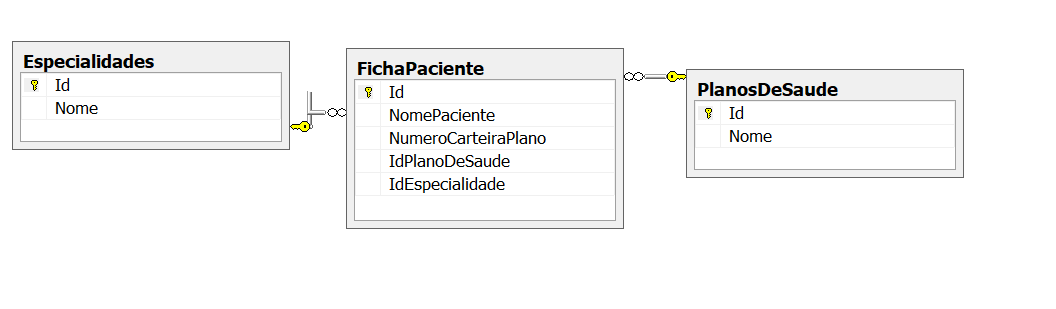 Especialidades
Id
Nome
FichaPaciente
Id
NomePaciente
NumeroCarteiraPlano
IdPlanoDeSaude
IdEspecialidade
PlanosDeSaude
Id
Nome